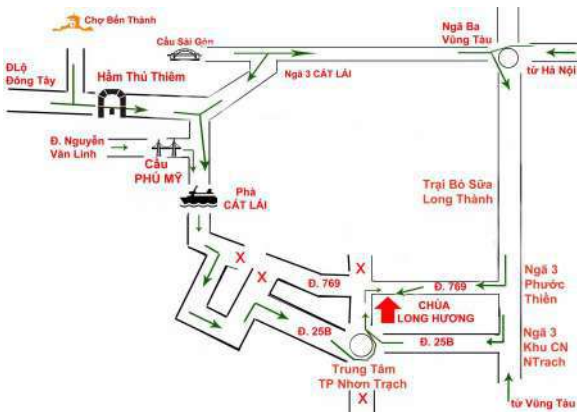 Chợ Bến Thành
Cầu Sài Gòn
Ngã Ba
Vũng Tàu
ĐLộ
Đông Tây
Hầm Thủ Thiêm
Ngã 3 CÁT LÁI
từ Hà Nội
Đ. Nguyễn
Văn Linh
Cầu
PHÚ MỸ
Phà
CÁT LÁI
Trại Bò Sữa
Long Thành
X
X
X
Đ. 769
Đ. 769
Ngã 3
Phước
Thiền
CHÙA
LONG HƯƠNG
Đ. 25B
Đ. 25B
Ngã 3
Khu CN
NTrach
Trung Tâm
TP Nhơn Trạch
X
từ Vũng Tàu